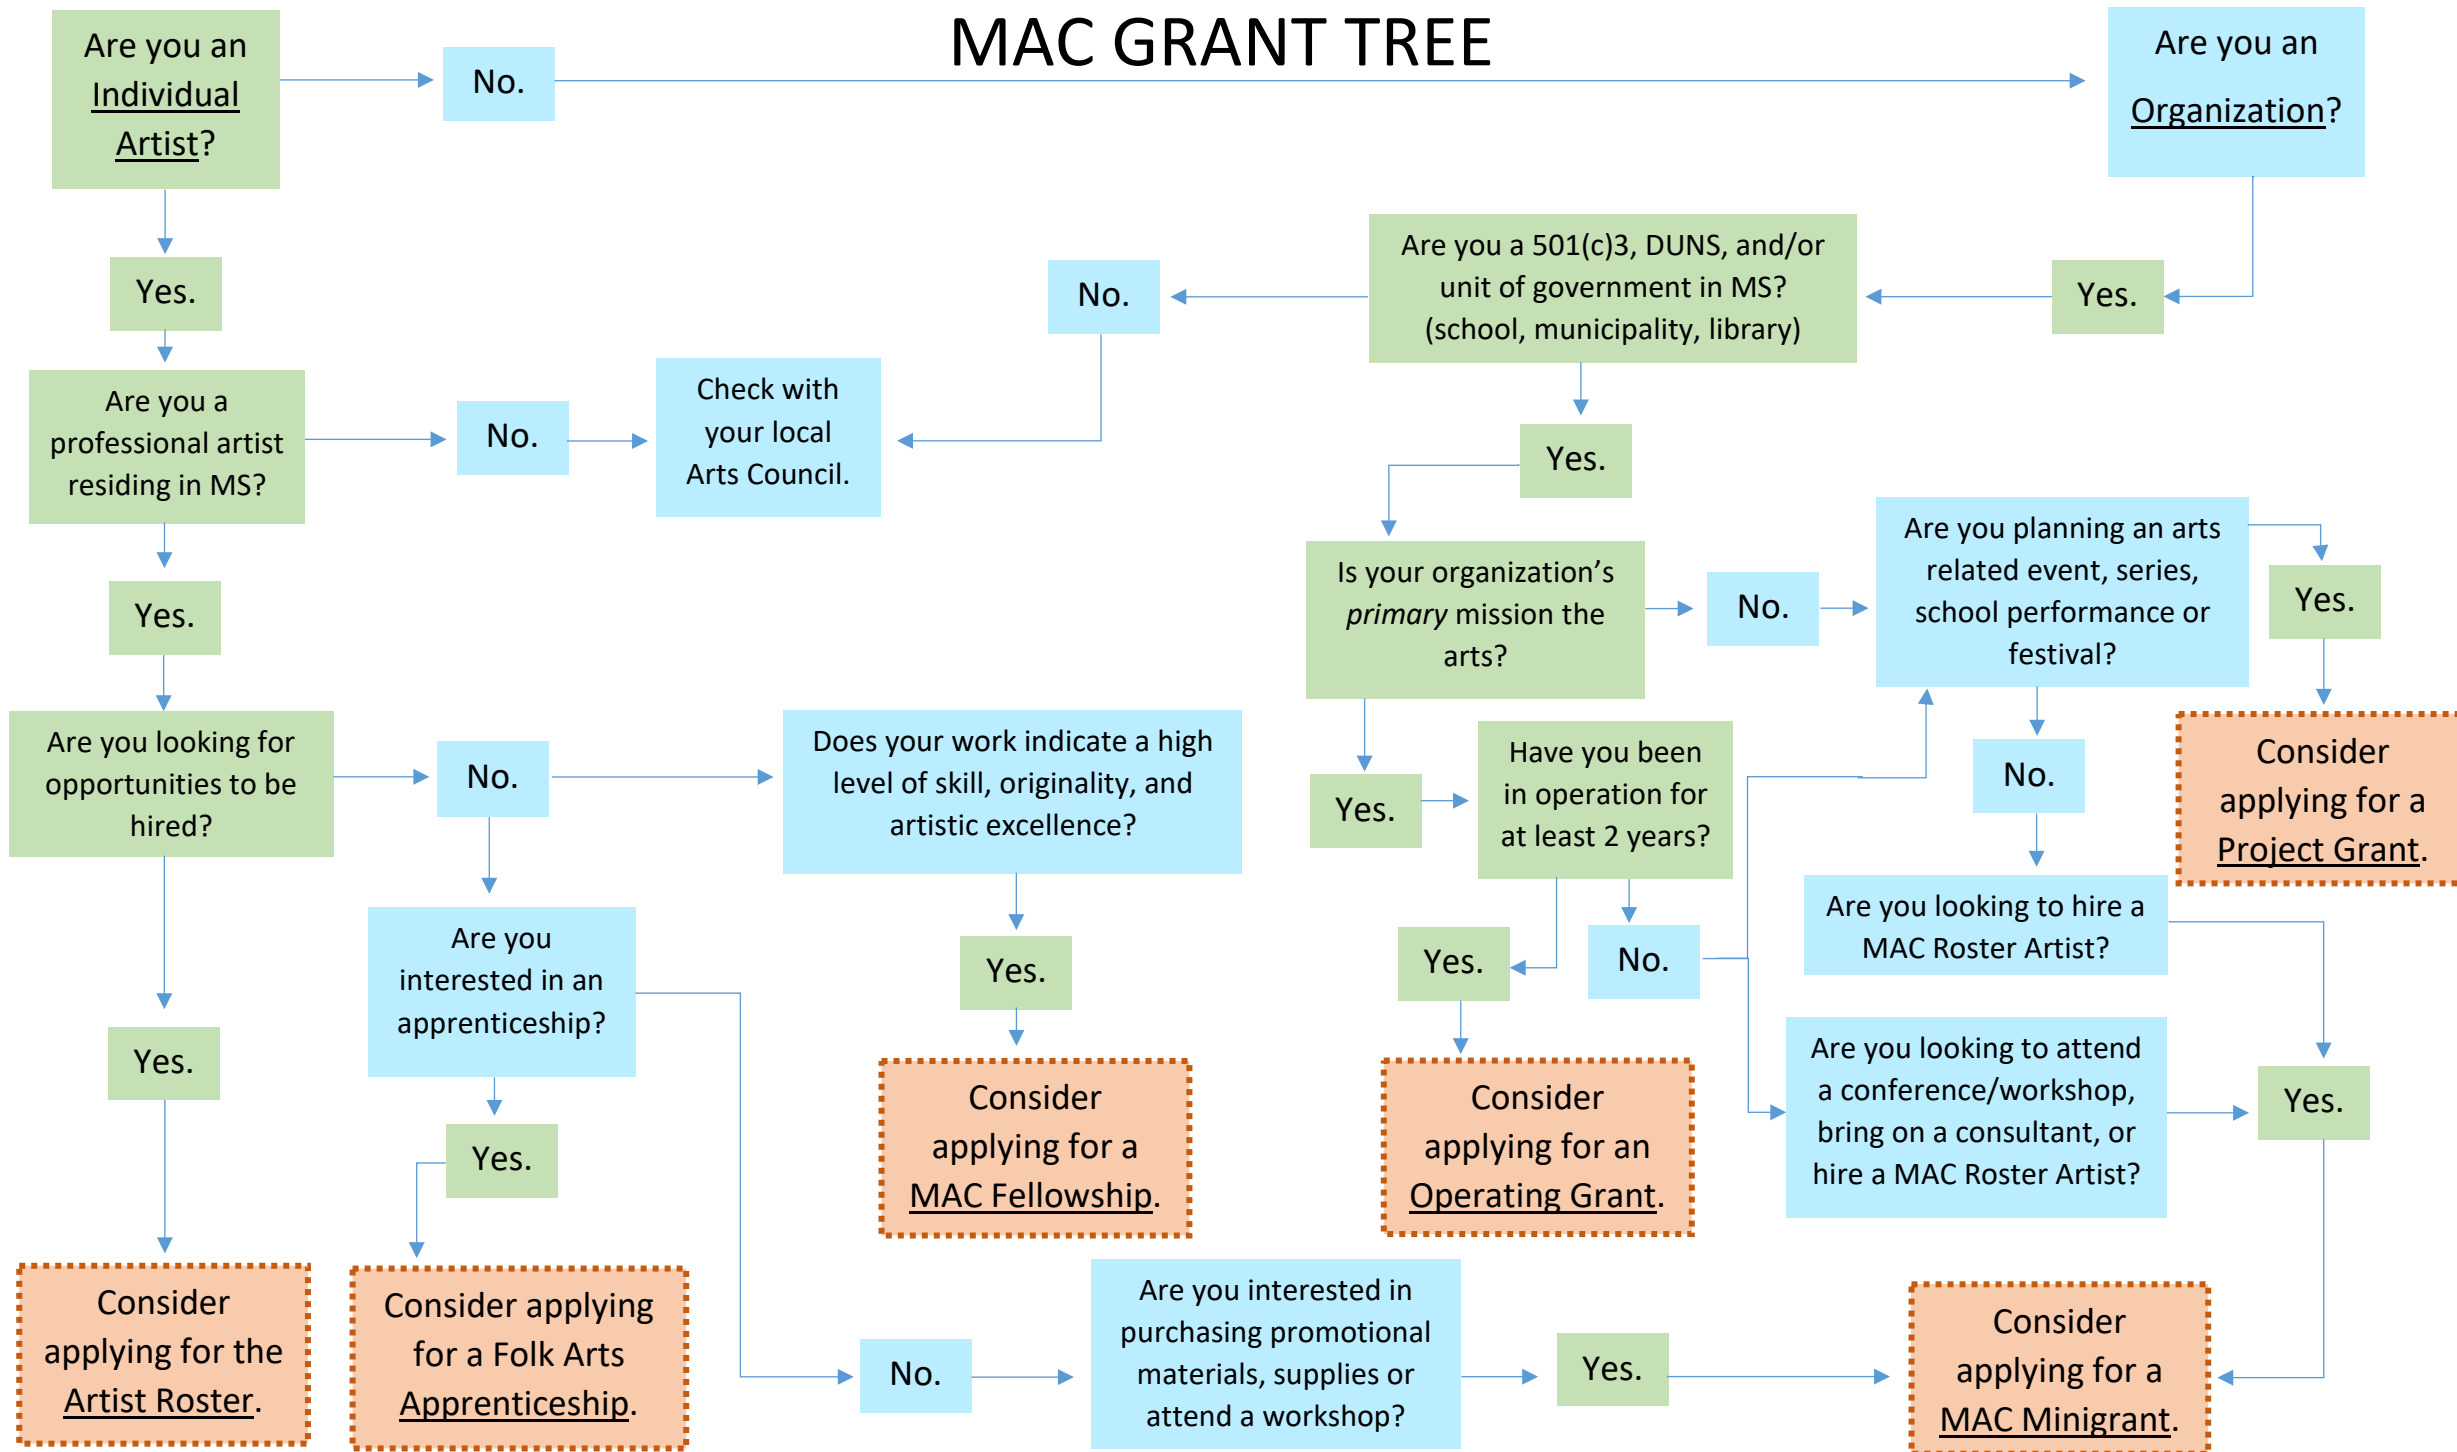 MAC GRANT TREE
Are you an
Individual
Artist?
No.
Are you an
Organization?
Yes.
Are you a 501(c)3, DUNS, and/or
unit of government in MS?
(school, municipality, library)
No.
Yes.
Are you a
professional artist
residing in MS?
No.
Check with
your local
Arts Council.
Yes.
Is your organization’s
primary mission the
arts?
No.
Are you planning an arts
related event, series,
school performance or
festival?
Yes.
Yes.
Are you looking for
opportunities to be
hired?
No.
Does your work indicate a high
level of skill, originality, and
artistic excellence?
Yes.
Have you been
in operation for
at least 2 years?
No.
Consider
applying for a
Project Grant.
Are you
interested in an
apprenticeship?
Yes.
Yes.
No.
Are you looking to hire a
MAC Roster Artist?
Yes.
Yes.
Consider
applying for a
MAC Fellowship.
Consider
applying for an
Operating Grant.
Are you looking to attend
a conference/workshop,
bring on a consultant, or
hire a MAC Roster Artist?
Yes.
Consider
applying for the
Artist Roster.
Consider applying
for a Folk Arts
Apprenticeship.
No.
Are you interested in
purchasing promotional
materials, supplies or
attend a workshop?
Yes.
Consider
applying for a
MAC Minigrant.